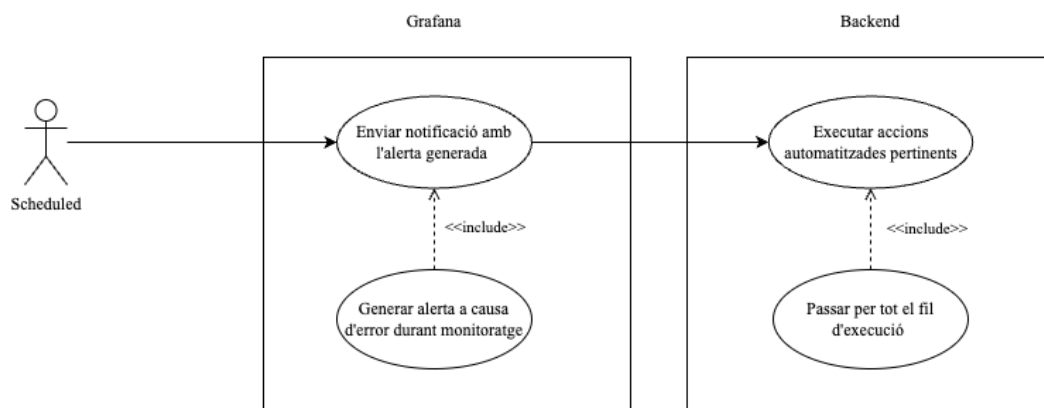 Grafana
Backend
Enviar notificació amb
l'alerta generada
Executar accions
automatitzades pertinents
Scheduled
<<include>>
<<include>>
Generar alerta a causa
d'error durant monitoratge
Passar per tot el fil
d'execució